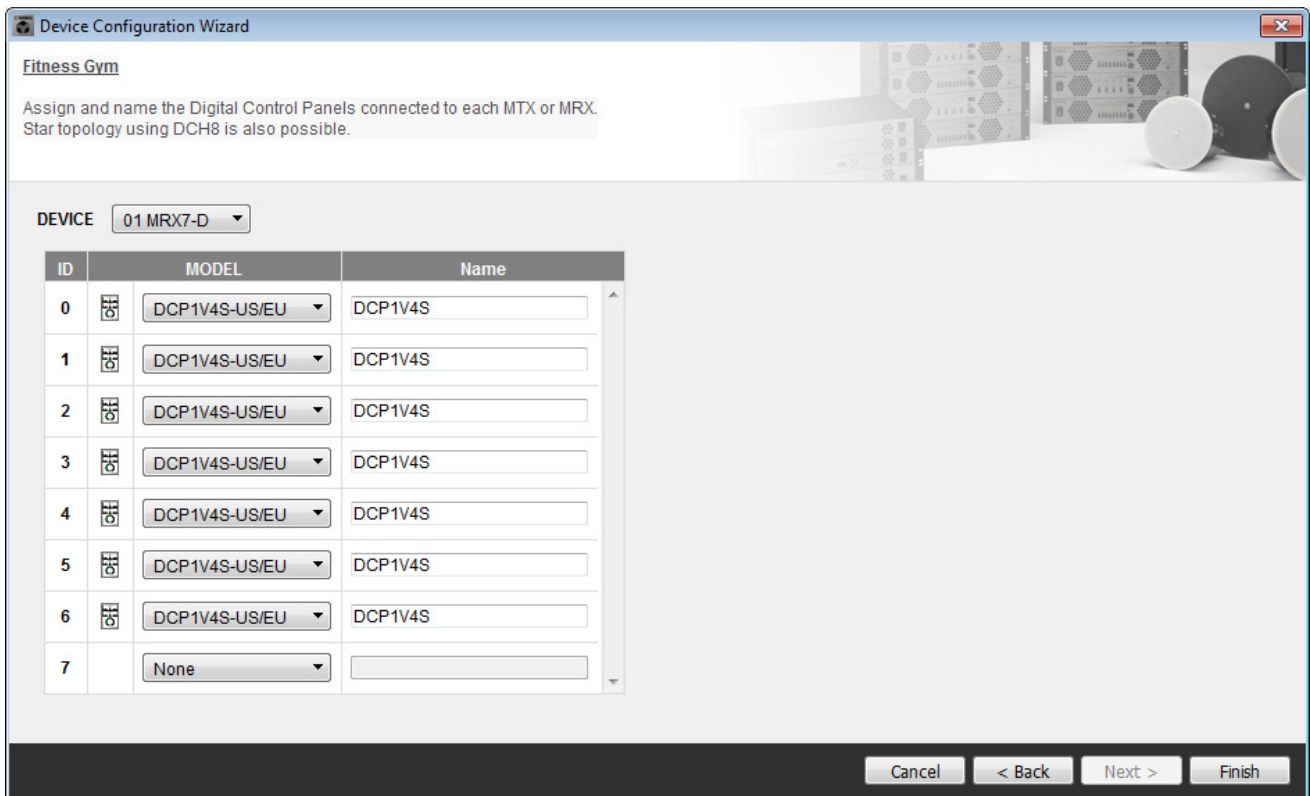 Device Configuration Wizard
Fitness Gym
Assign and name the Digital Control Panels connected to each MTX or MRX.
Star topology using DCH8 is also possible.
DEVICE 01 MRX7-D
ID MODEL Name
0 DCP1V4S-US/EU DCP1V4S
1 DCP1V4S-US/EU DCP1V4S
2 DCP1V4S-US/EU DCP1V4S
3 DCP1V4S-US/EU DCP1V4S
4 DCP1V4S-US/EU DCP1V4S
5 DCP1V4S-US/EU DCP1V4S
6 DCP1V4S-US/EU DCP1V4S
7 None
Cancel < Back Next > Finish